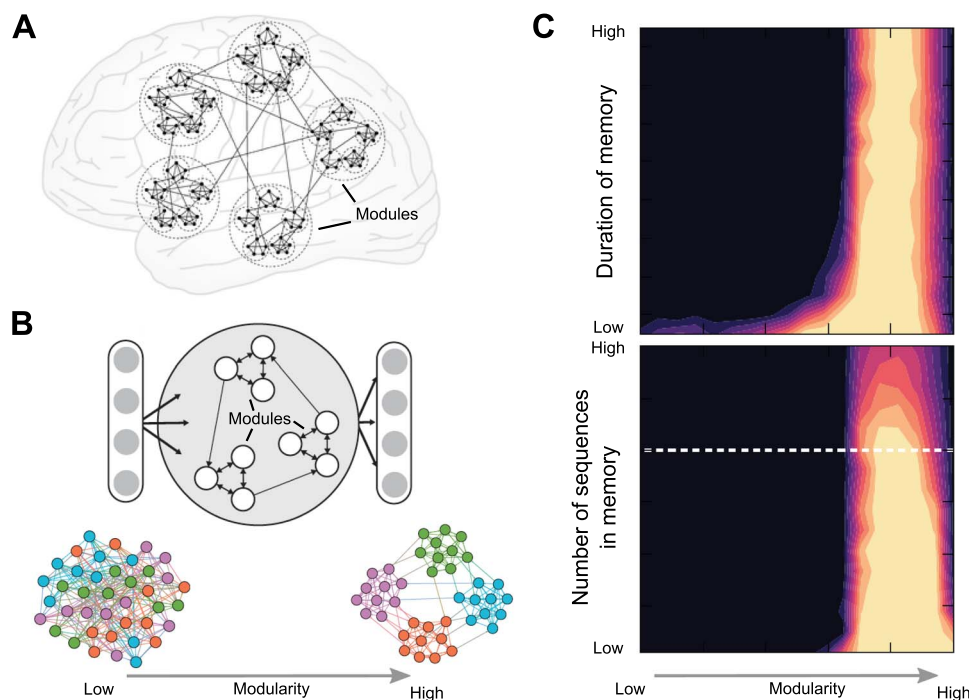 A
Modules
B
Modules
Low
Modularity
High
C
High
Duration of memory
Low
High
Number of sequences
in memory
Low
Low
Modularity
High